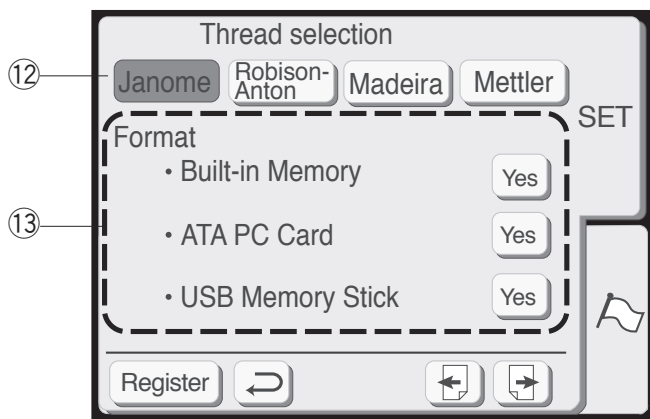 Thread selection
⑫ Janome Robison-Anton Madeira Mettler
SET
⑬ Format
• Built-in Memory Yes
• ATA PC Card Yes
• USB Memory Stick Yes
Register